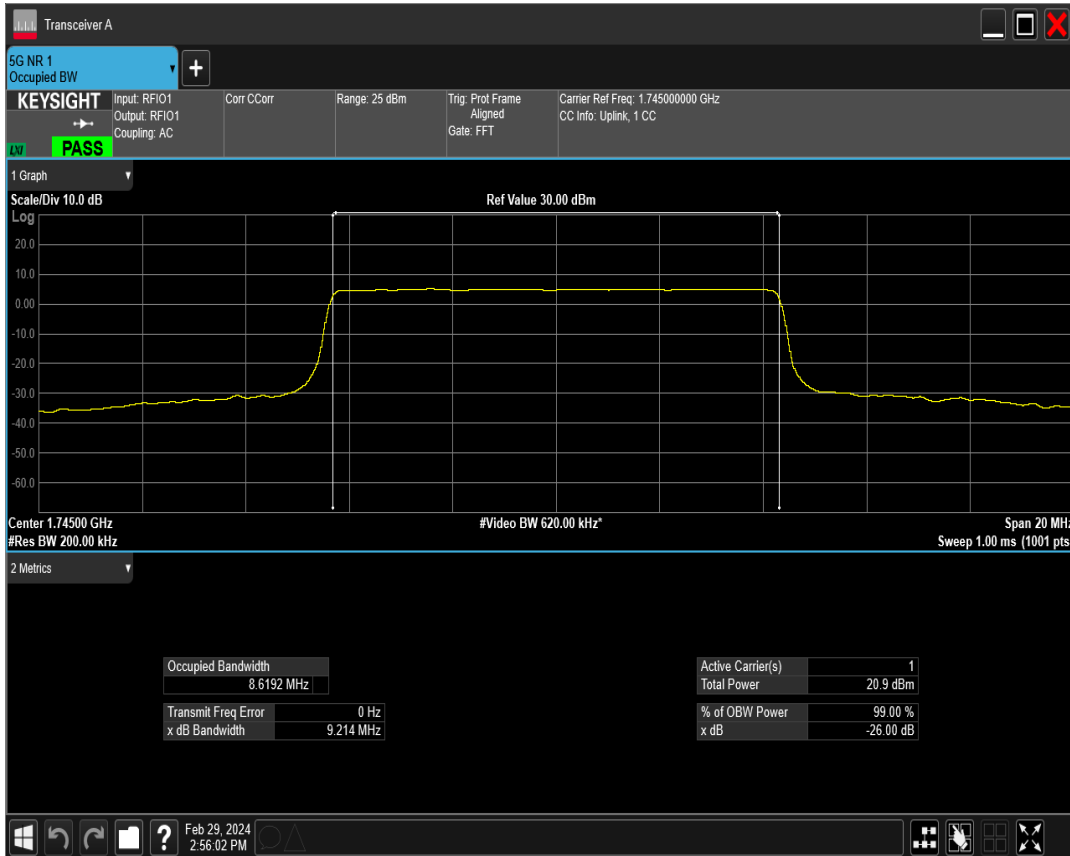 Transceiver A
5G NR 1
Occupied BW
+
KEYSIGHT
LXI
PASS
Input: RFIO1
Output: RFIO1
Coupling: AC
Corr CCorr
Range: 25 dBm
Trig: Prot Frame
Aligned
Gate: FFT
Carrier Ref Freq: 1.745000000 GHz
CC Info: Uplink, 1 CC
1 Graph
Scale/Div 10.0 dB
Ref Value 30.00 dBm
Log
20.0
10.0
0.00
-10.0
-20.0
-30.0
-40.0
-50.0
-60.0
Center 1.74500 GHz
#Video BW 620.00 kHz*
Span 20 MHz
#Res BW 200.00 kHz
Sweep 1.00 ms (1001 pts
2 Metrics
Occupied Bandwidth
8.6192 MHz
Transmit Freq Error 0 Hz
x dB Bandwidth 9.214 MHz
Active Carrier(s) 1
Total Power 20.9 dBm
% of OBW Power 99.00 %
x dB -26.00 dB
?
Feb 29, 2024
2:56:02 PM